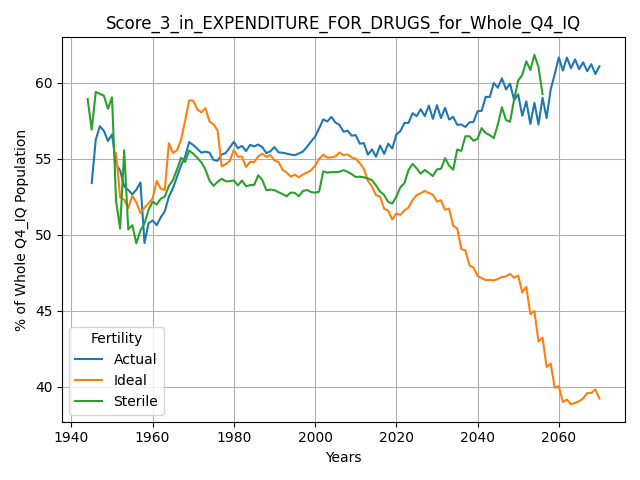 Score_3_in_EXPENDITURE_FOR_DRUGS_for_Whole_Q4_IQ
% of Whole Q4_IQ Population
60
55
50
45
40
Fertility
Actual
Ideal
Sterile
1940 1960 1980 2000 2020 2040 2060
Years